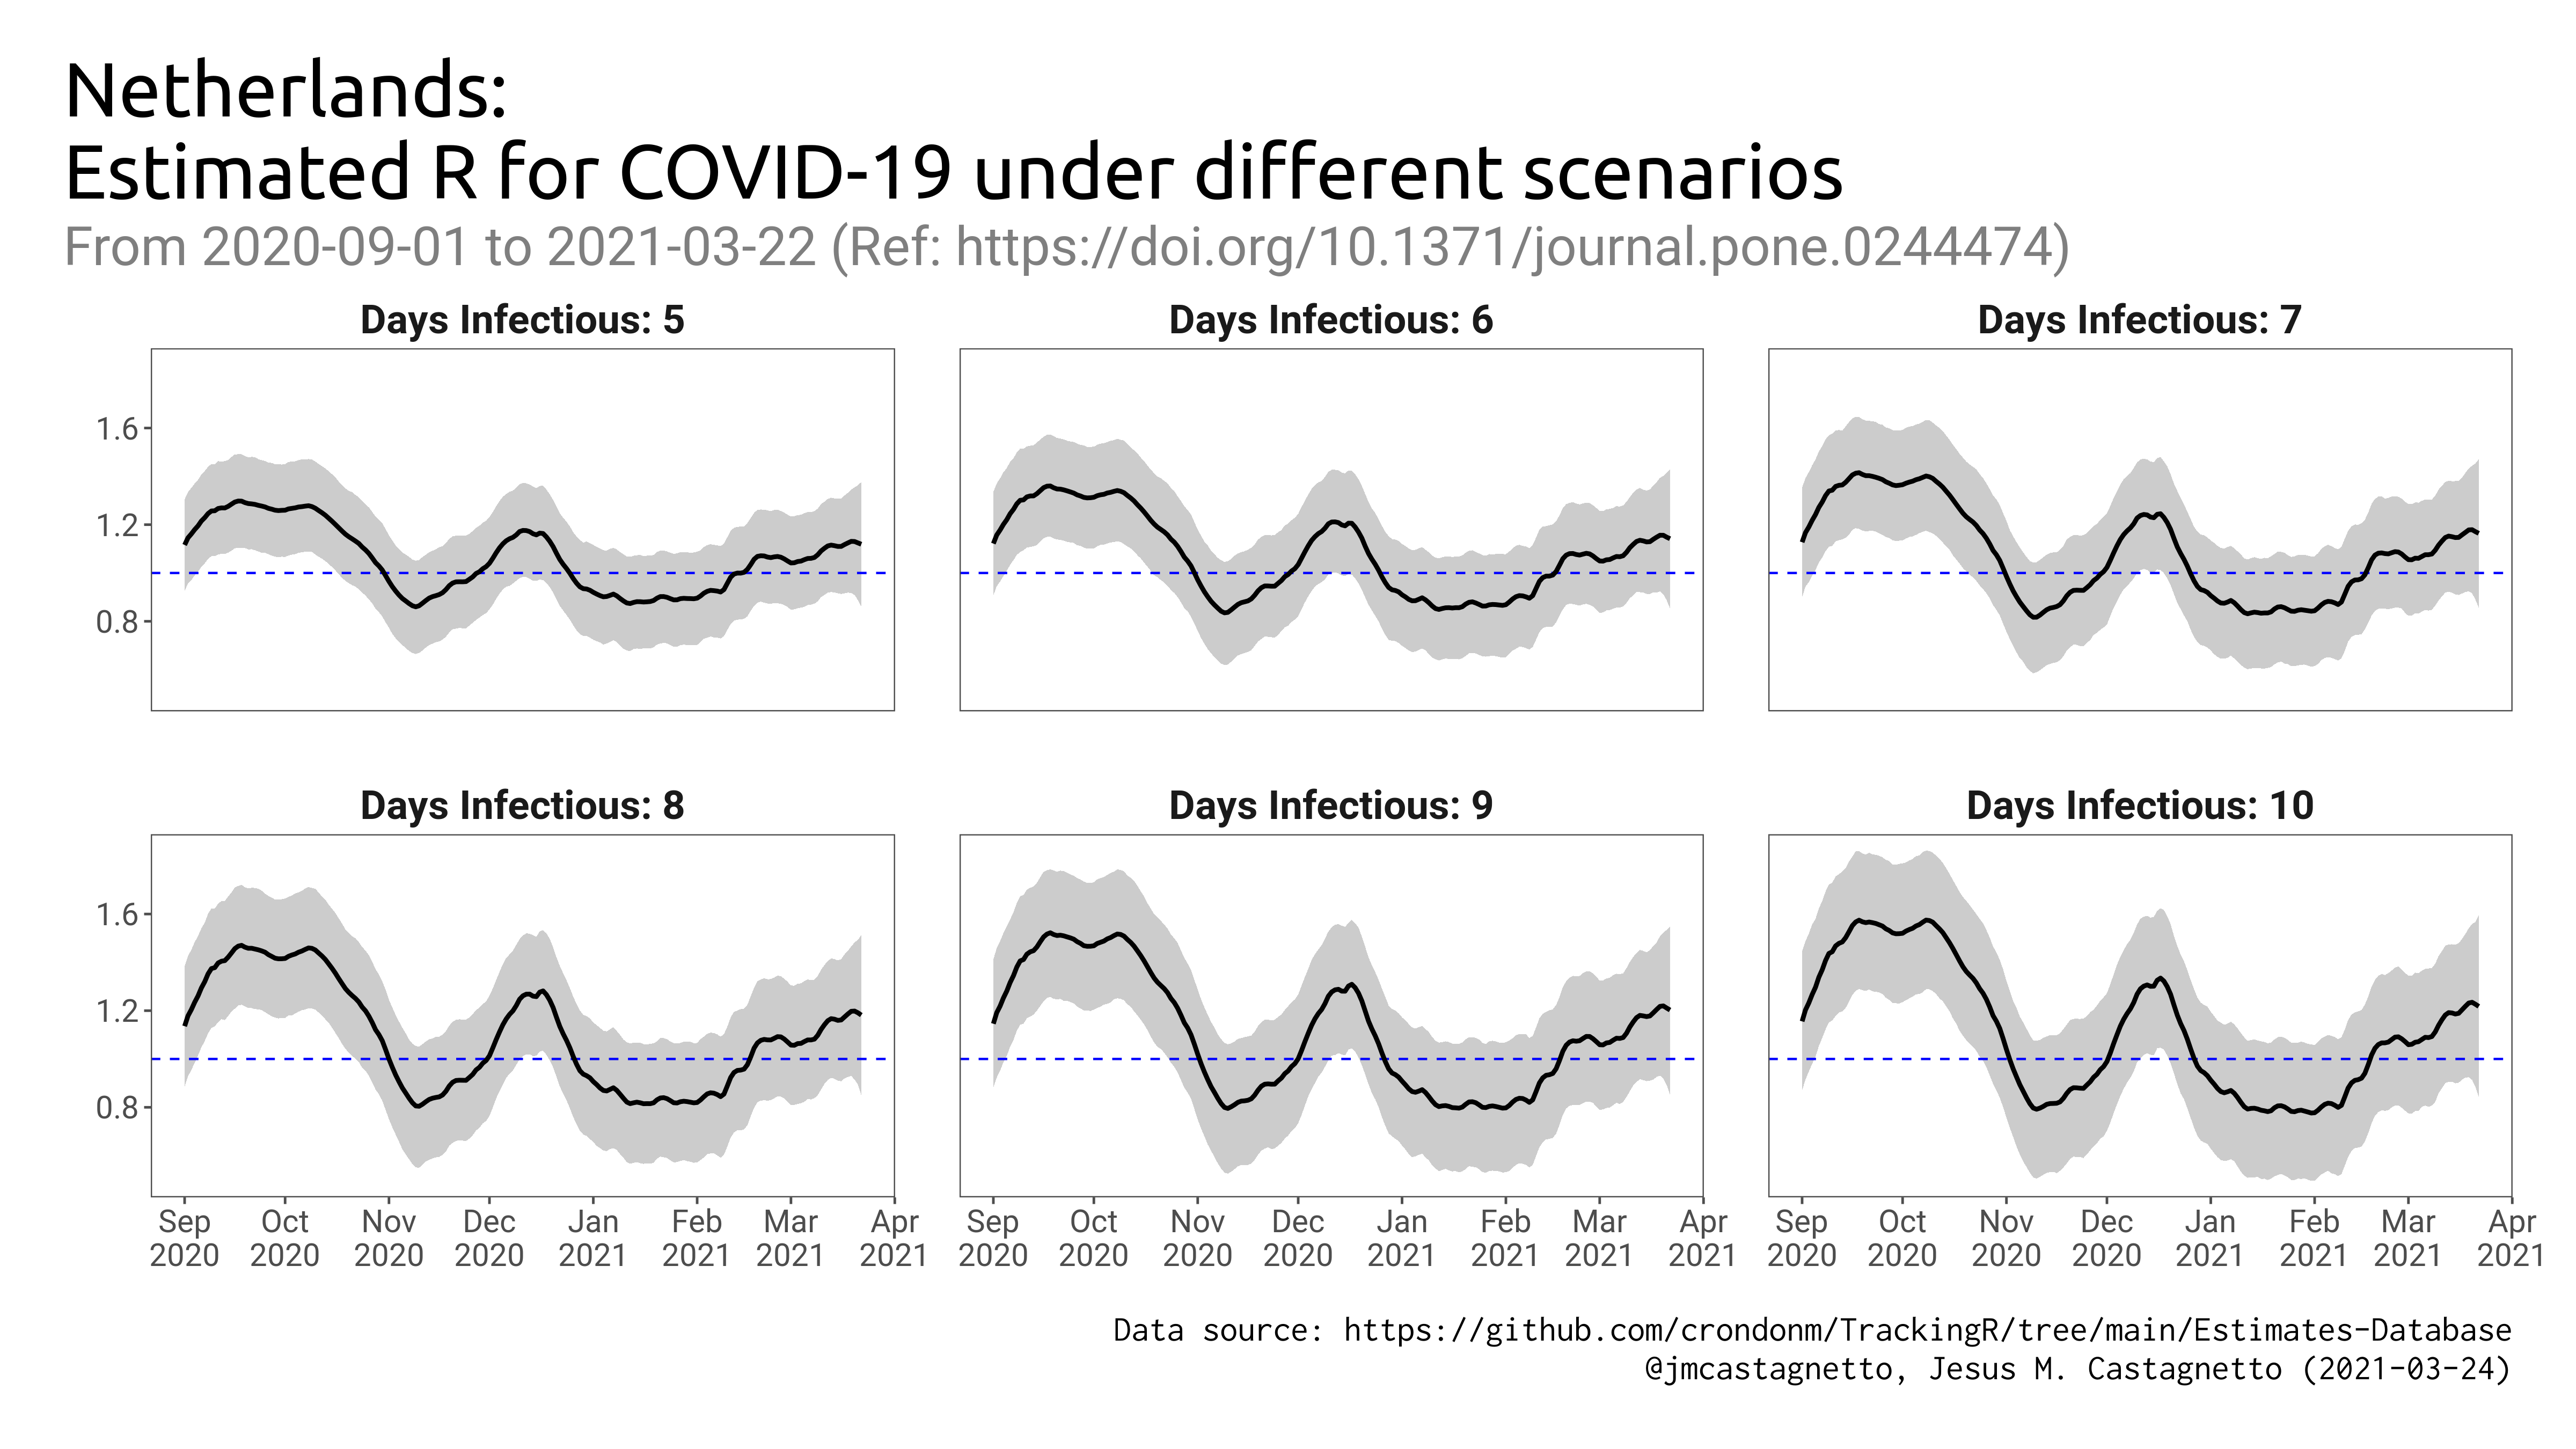 Netherlands:
Estimated R for COVID-19 under different scenarios
From 2020-09-01 to 2021-03-22 (Ref: https://doi.org/10.1371/journal.pone.0244474)
Days Infectious: 5
Days Infectious: 6
Days Infectious: 7
1.6
1.2
0.8
Days Infectious: 8
Days Infectious: 9
Days Infectious: 10
1.6
1.2
0.8
Sep Oct Nov Dec Jan Feb Mar Apr
2020 2020 2020 2020 2021 2021 2021 2021
Sep Oct Nov Dec Jan Feb Mar Apr
2020 2020 2020 2020 2021 2021 2021 2021
Sep Oct Nov Dec Jan Feb Mar Apr
2020 2020 2020 2020 2021 2021 2021 2021
Data source: https://github.com/crondonm/TrackingR/tree/main/Estimates-Database
@jmcastagnetto, Jesus M. Castagnetto (2021-03-24)